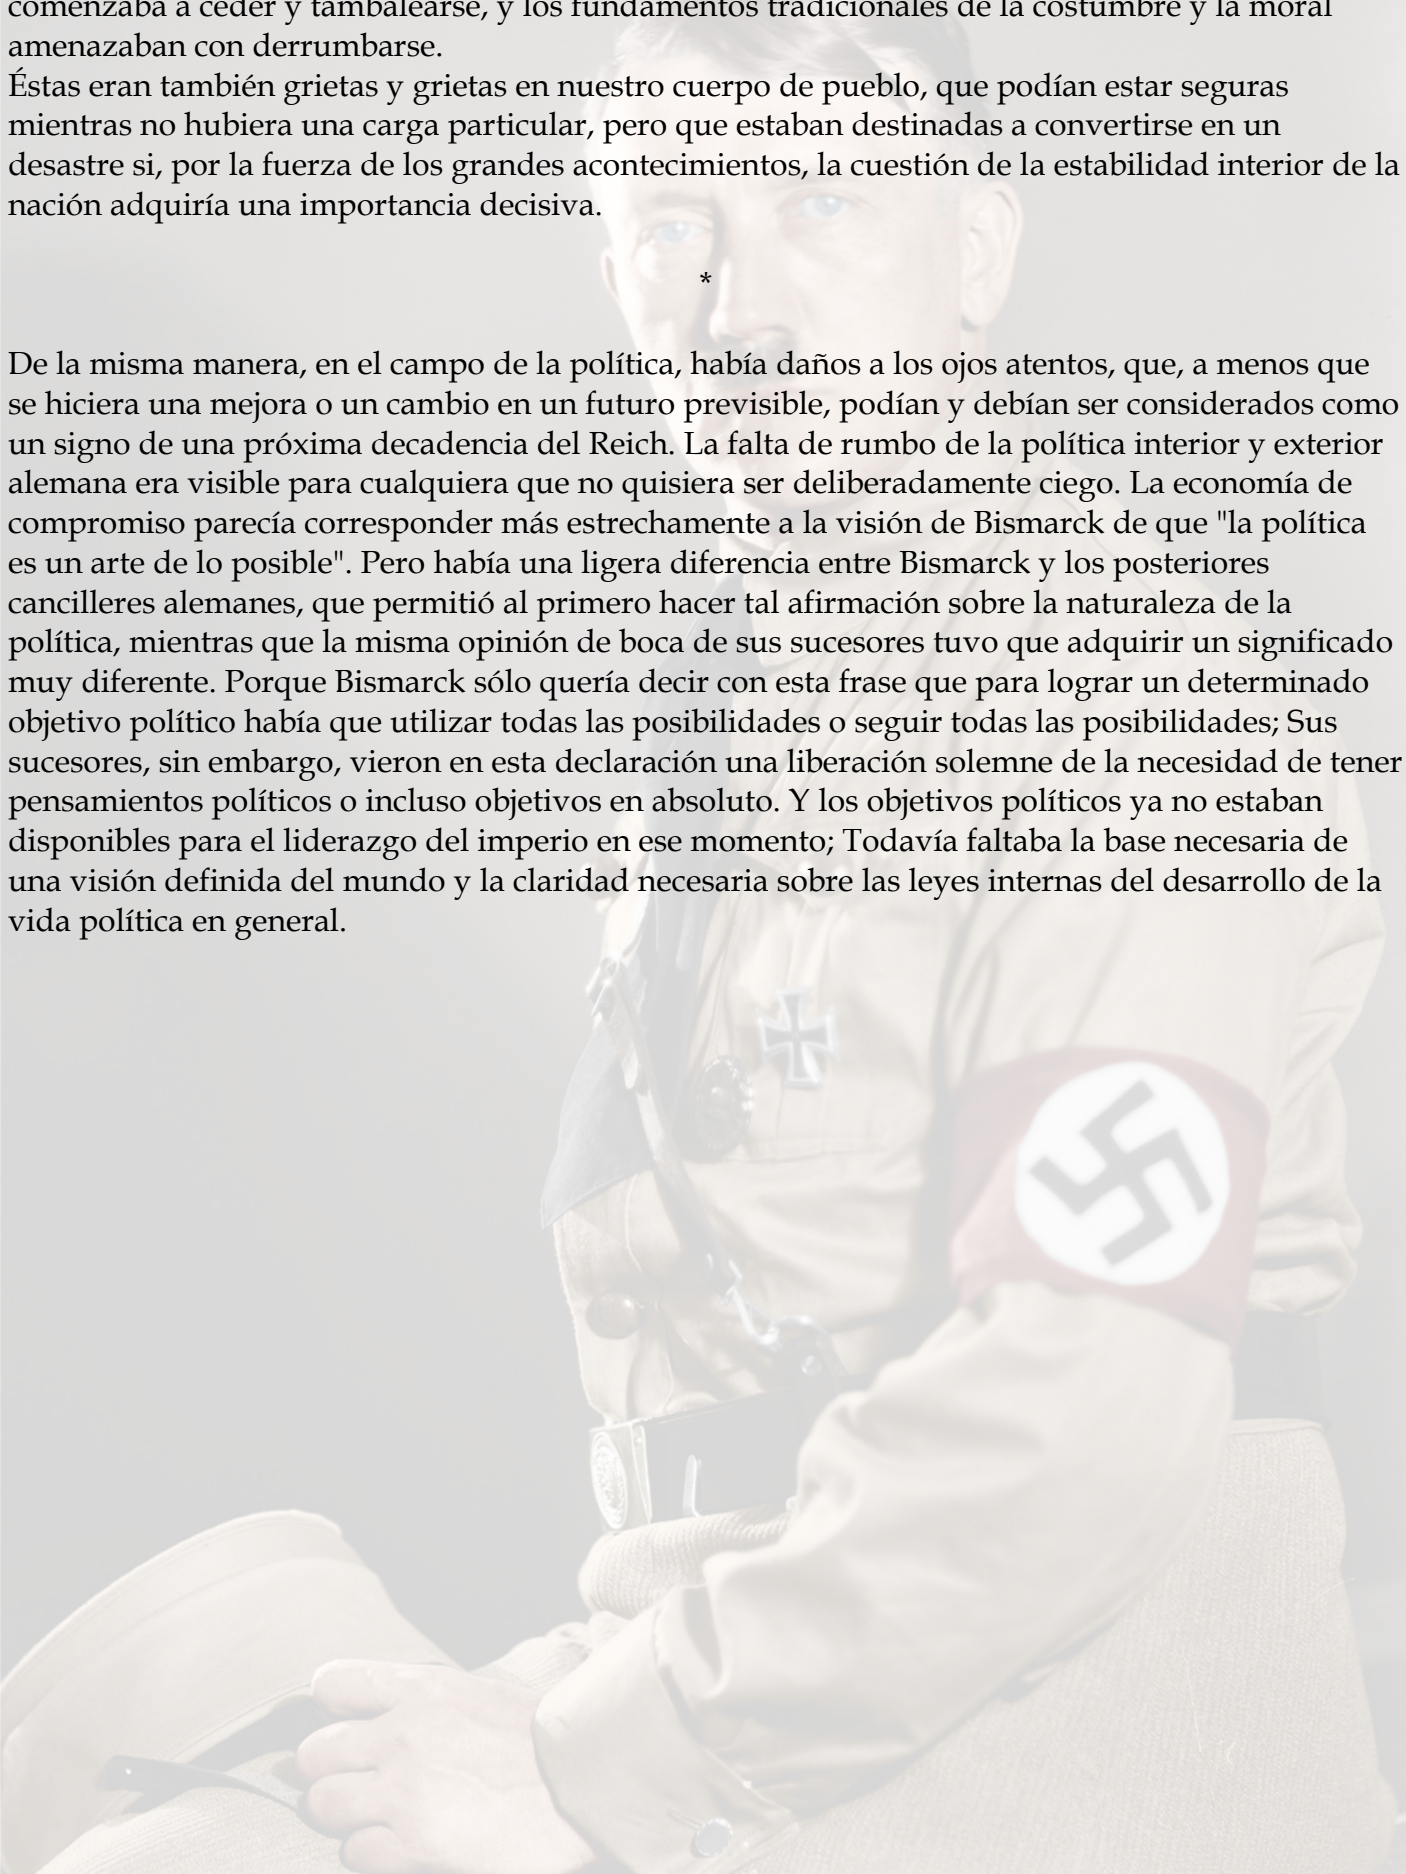 comenzaba a ceder y tambalearse, y los fundamentos tradicionales de la costumbre y la moral
amenazaban con derrumbarse.
Éstas eran también grietas y grietas en nuestro cuerpo de pueblo, que podían estar seguras
mientras no hubiera una carga particular, pero que estaban destinadas a convertirse en un
desastre si, por la fuerza de los grandes acontecimientos, la cuestión de la estabilidad interior de la
nación adquiría una importancia decisiva.
*
De la misma manera, en el campo de la política, había daños a los ojos atentos, que, a menos que
se hiciera una mejora o un cambio en un futuro previsible, podían y debían ser considerados como
un signo de una próxima decadencia del Reich. La falta de rumbo de la política interior y exterior
alemana era visible para cualquiera que no quisiera ser deliberadamente ciego. La economía de
compromiso parecía corresponder más estrechamente a la visión de Bismarck de que "la política
es un arte de lo posible". Pero había una ligera diferencia entre Bismarck y los posteriores
cancilleres alemanes, que permitió al primero hacer tal afirmación sobre la naturaleza de la
política, mientras que la misma opinión de boca de sus sucesores tuvo que adquirir un significado
muy diferente. Porque Bismarck sólo quería decir con esta frase que para lograr un determinado
objetivo político había que utilizar todas las posibilidades o seguir todas las posibilidades; Sus
sucesores, sin embargo, vieron en esta declaración una liberación solemne de la necesidad de tener
pensamientos políticos o incluso objetivos en absoluto. Y los objetivos políticos ya no estaban
disponibles para el liderazgo del imperio en ese momento; Todavía faltaba la base necesaria de
una visión definida del mundo y la claridad necesaria sobre las leyes internas del desarrollo de la
vida política en general.